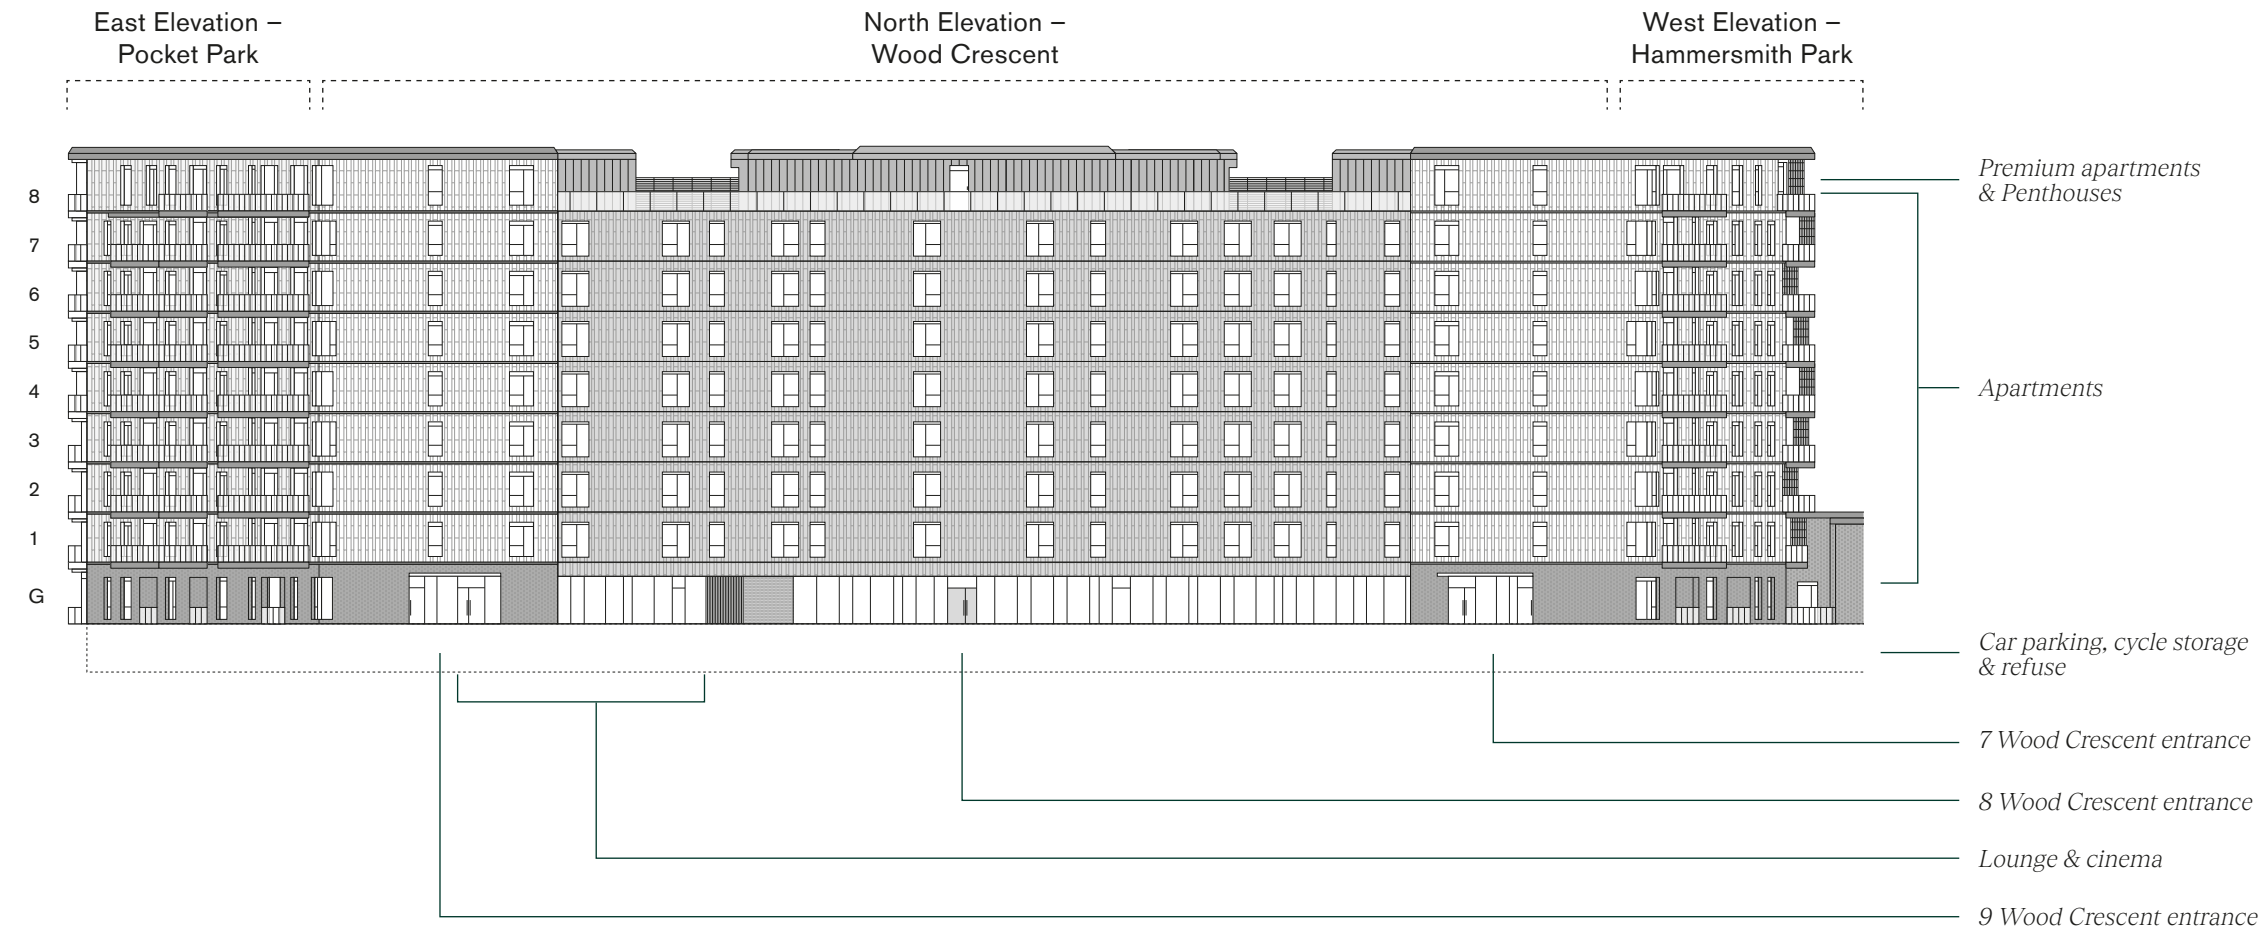 East Elevation –
Pocket Park
North Elevation –
Wood Crescent
West Elevation –
Hammersmith Park
8
7
6
5
4
3
2
1
G
Premium apartments
& Penthouses
Apartments
Car parking, cycle storage
& refuse
7 Wood Crescent entrance
8 Wood Crescent entrance
Lounge & cinema
9 Wood Crescent entrance